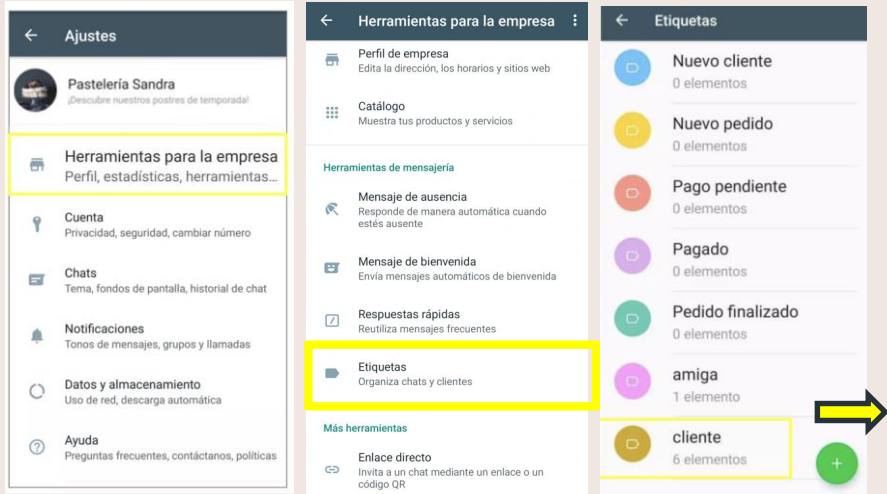 Ajustes
Pastelería Sandra
¡Descubre nuestros postres de temporada!
Herramientas para la empresa
Perfil, estadísticas, herramientas...
Cuenta
Privacidad, seguridad, cambiar número
Chats
Tema, fondos de pantalla, historial de chat
Notificaciones
Tonos de mensajes, grupos y llamadas
Datos y almacenamiento
Uso de red, descarga automática
Ayuda
Preguntas frecuentes, contáctanos, políticas
Herramientas para la empresa
Perfil de empresa
Edita la dirección, los horarios y sitios web
Catálogo
Muestra tus productos y servicios
Herramientas de mensajería
Mensaje de ausencia
Responde de manera automática cuando
estés ausente
Mensaje de bienvenida
Envía mensajes automáticos de bienvenida
Respuestas rápidas
Reutiliza mensajes frecuentes
Etiquetas
Organiza chats y clientes
Más herramientas
Enlace directo
Invita a un chat mediante un enlace o un
código QR
Etiquetas
Nuevo cliente
0 elementos
Nuevo pedido
0 elementos
Pago pendiente
0 elementos
Pagado
0 elementos
Pedido finalizado
0 elementos
amiga
1 elemento
cliente
6 elementos